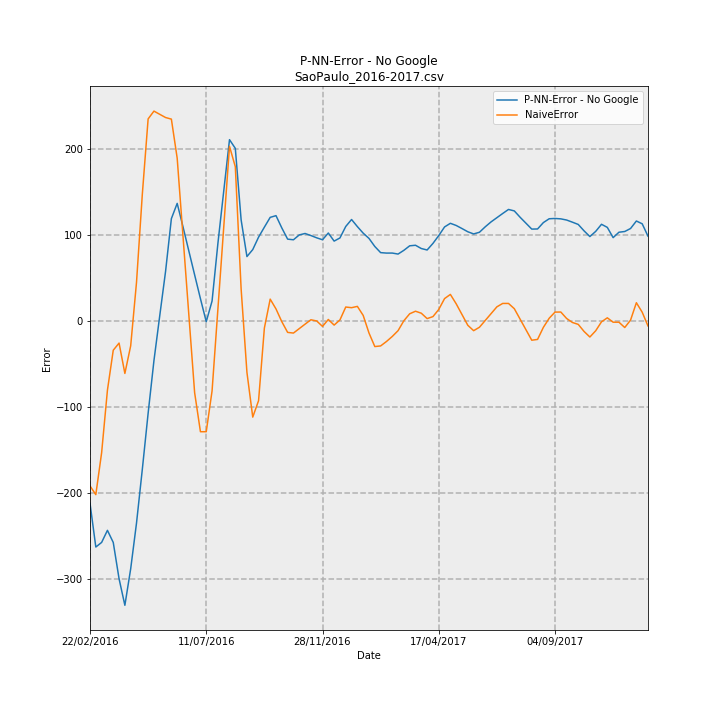 P-NN-Error - No Google
SaoPaulo_2016-2017.csv
P-NN-Error - No Google
NaiveError
200
100
0
−100
−200
−300
Error
22/02/2016
11/07/2016
28/11/2016
17/04/2017
04/09/2017
Date